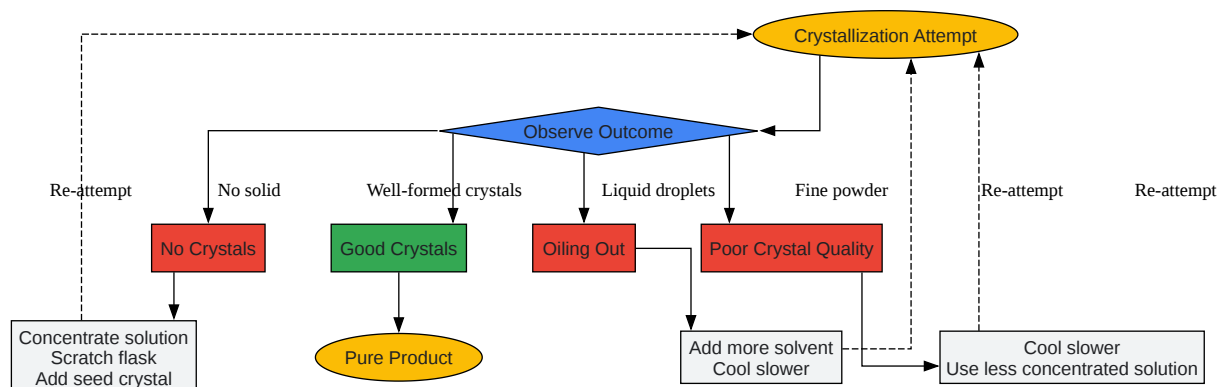 Crystallization Attempt
Observe Outcome
Re-attempt
No solid
Well-formed crystals
Liquid droplets
Fine powder
Re-attempt
Re-attempt
No Crystals
Good Crystals
Oiling Out
Poor Crystal Quality
Concentrate solution
Scratch flask
Add seed crystal
Pure Product
Add more solvent
Cool slower
Cool slower
Use less concentrated solution